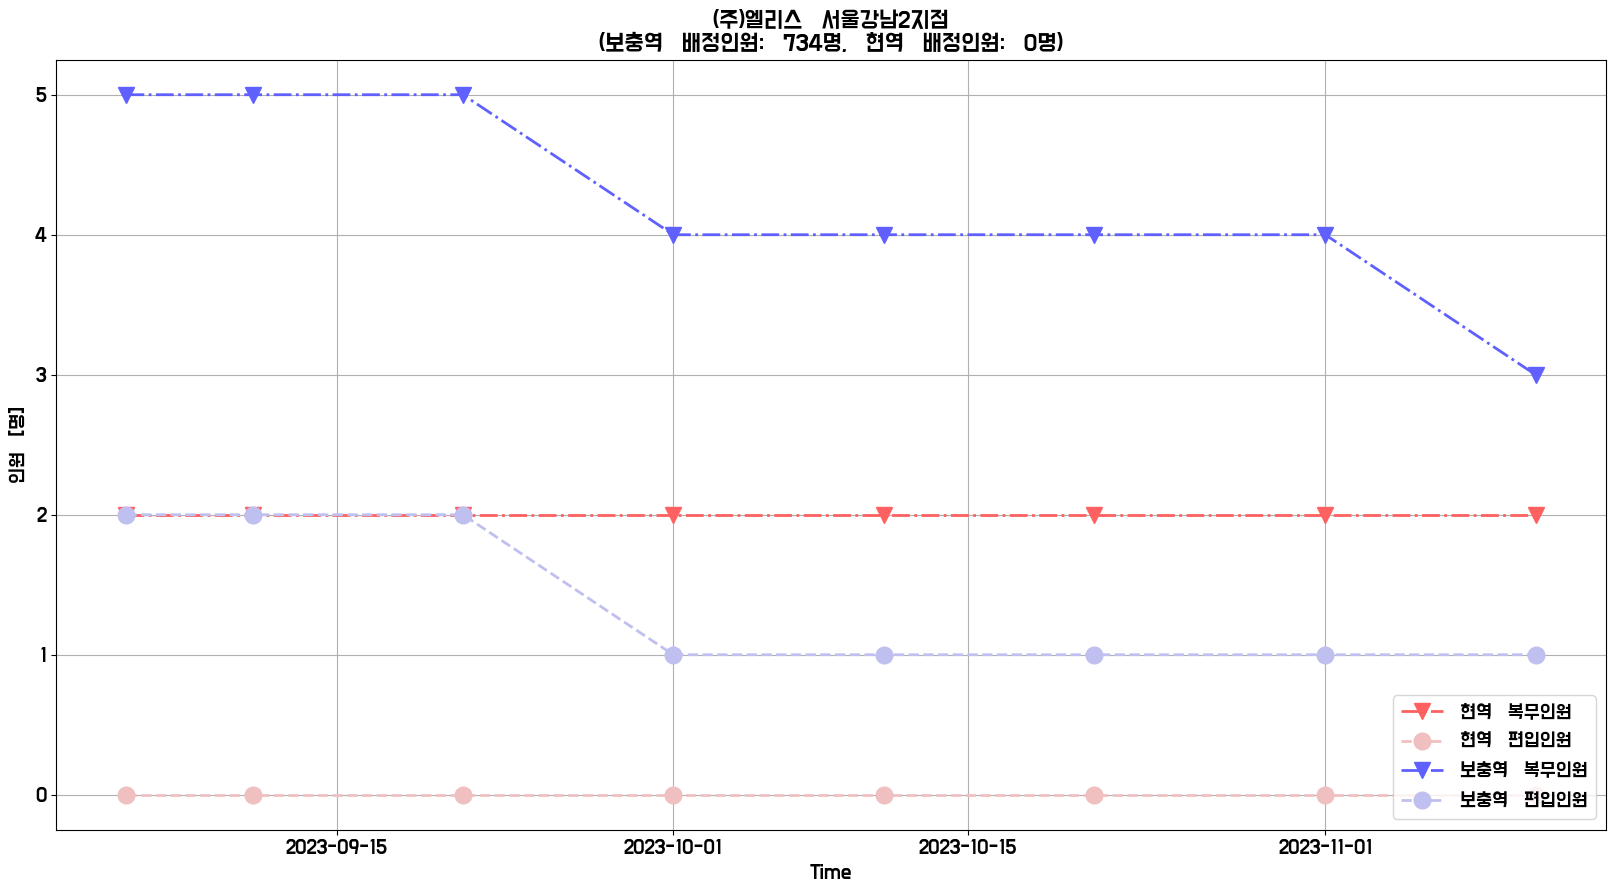 (주)엘리스 서울강남2지점
(보충역 배정인원: 734명, 현역 배정인원: 0명)
5
4
3
2
1
0
인원 [명]
2023-09-15
2023-10-01
2023-10-15
2023-11-01
Time
현역 복무인원
현역 편입인원
보충역 복무인원
보충역 편입인원